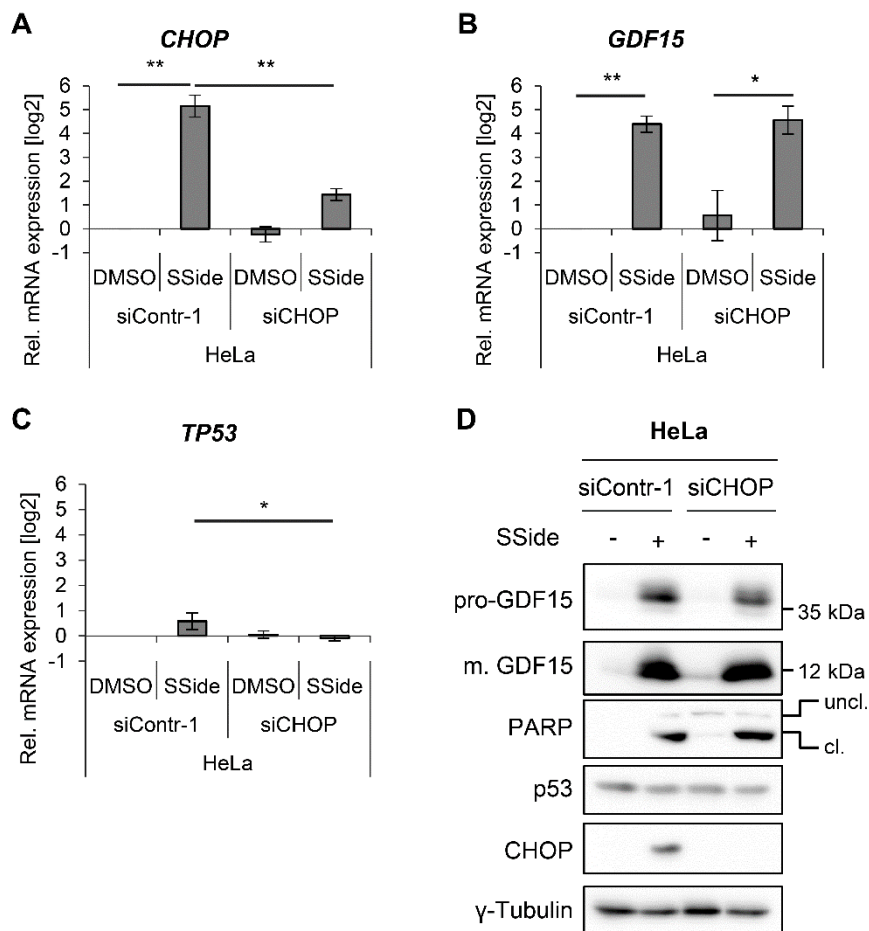 A
CHOP
** **
Rel. mRNA expression [log2]
6
5
4
3
2
1
0
-1
DMSO SSide DMSO SSide
siContr-1 siCHOP
HeLa
B
GDF15
** *
Rel. mRNA expression [log2]
6
5
4
3
2
1
0
-1
DMSO SSide DMSO SSide
siContr-1 siCHOP
HeLa
C
TP53
*
Rel. mRNA expression [log2]
6
5
4
3
2
1
0
-1
DMSO SSide DMSO SSide
siContr-1 siCHOP
HeLa
D
HeLa
siContr-1 siCHOP
SSide - + - +
pro-GDF15 35 kDa
m. GDF15 12 kDa
uncl.
PARP
cl.
p53
CHOP
γ-Tubulin